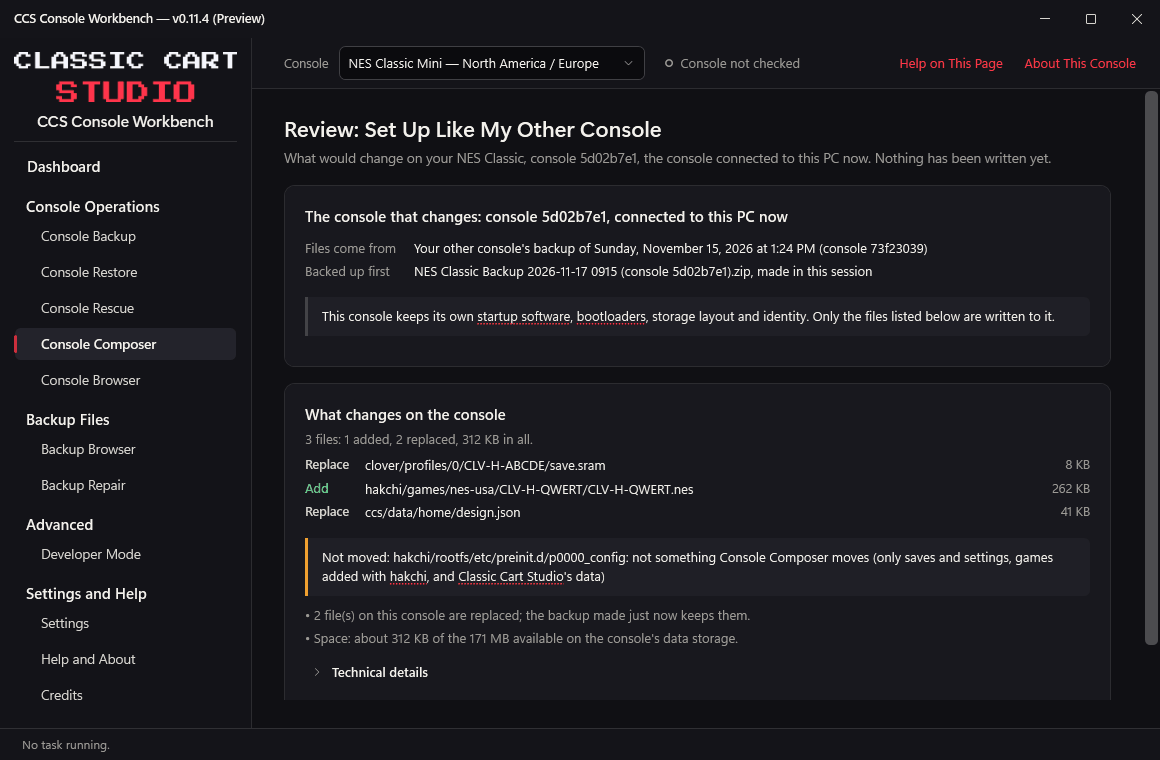 CCS Console Workbench — v0.11.4 (Preview)
CLASSIC CART
STUDIO
CCS Console Workbench
Dashboard
Console Operations
Console Backup
Console Restore
Console Rescue
Console Composer
Console Browser
Backup Files
Backup Browser
Backup Repair
Advanced
Developer Mode
Settings and Help
Settings
Help and About
Credits
Console
NES Classic Mini — North America / Europe
Console not checked
Help on This Page
About This Console
Review: Set Up Like My Other Console
What would change on your NES Classic, console 5d02b7e1, the console connected to this PC now. Nothing has been written yet.
The console that changes: console 5d02b7e1, connected to this PC now
Files come from Your other console's backup of Sunday, November 15, 2026 at 1:24 PM (console 73f23039)
Backed up first NES Classic Backup 2026-11-17 0915 (console 5d02b7e1).zip, made in this session
This console keeps its own startup software, bootloaders, storage layout and identity. Only the files listed below are written to it.
What changes on the console
3 files: 1 added, 2 replaced, 312 KB in all.
Replace clover/profiles/0/CLV-H-ABCDE/save.sram 8 KB
Add hakchi/games/nes-usa/CLV-H-QWERT/CLV-H-QWERT.nes 262 KB
Replace ccs/data/home/design.json 41 KB
Not moved: hakchi/rootfs/etc/preinit.d/p0000_config: not something Console Composer moves (only saves and settings, games
added with hakchi, and Classic Cart Studio's data)
• 2 file(s) on this console are replaced; the backup made just now keeps them.
• Space: about 312 KB of the 171 MB available on the console's data storage.
Technical details
No task running.